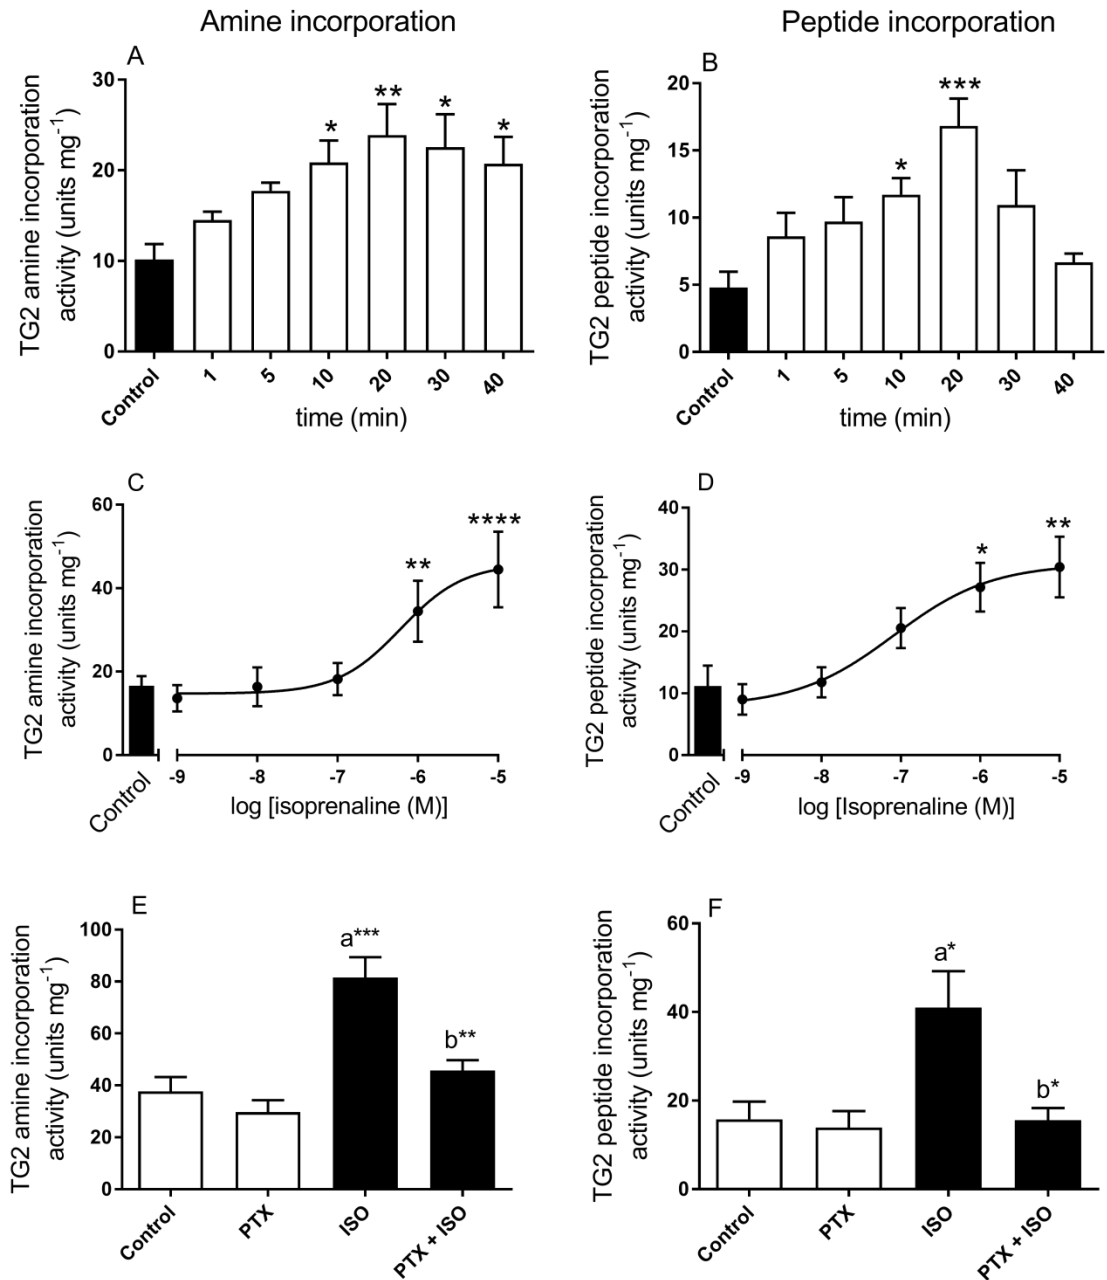 Amine incorporation
Peptide incorporation
A
TG2 amine incorporation
activity (units mg⁻¹)
30
20
10
0
*
**
*
*
Control
1
5
10
20
30
40
time (min)
B
TG2 peptide incorporation
activity (units mg⁻¹)
20
15
10
5
0
*
***
Control
1
5
10
20
30
40
time (min)
C
TG2 amine incorporation
activity (units mg⁻¹)
60
40
20
0
**
****
Control
-9
-8
-7
-6
-5
log [isoprenaline (M)]
D
TG2 peptide incorporation
activity (units mg⁻¹)
40
30
20
10
0
*
**
Control
-9
-8
-7
-6
-5
log [Isoprenaline (M)]
E
TG2 amine incorporation
activity (units mg⁻¹)
100
80
60
40
20
0
a***
b**
Control
PTX
ISO
PTX + ISO
F
TG2 peptide incorporation
activity (units mg⁻¹)
60
40
20
0
a*
b*
Control
PTX
ISO
PTX + ISO